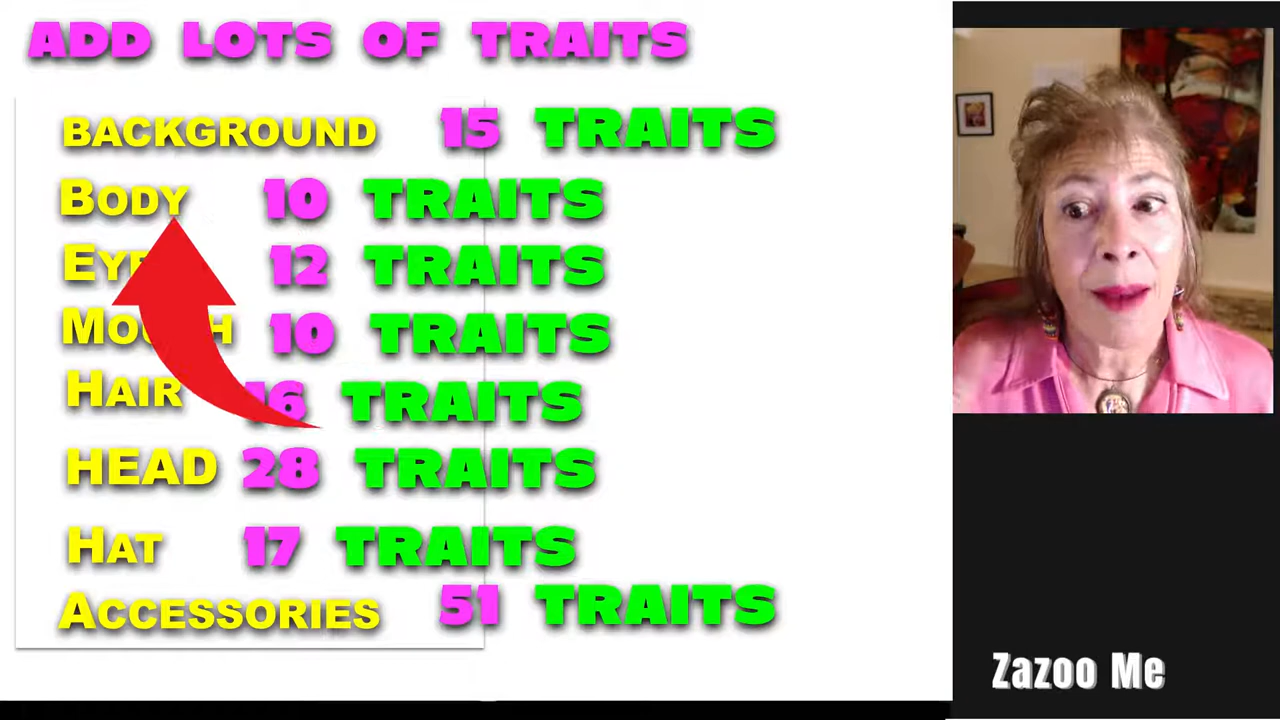 ADD LOTS OF TRAITS
BACKGROUND 15 TRAITS
BODY 10 TRAITS
12 TRAITS
10 TRAITS
HAIR 16 TRAITS
HEAD 28 TRAITS
HAT 17 TRAITS
ACCESSORIES 51 TRAITS
Zazoo Me